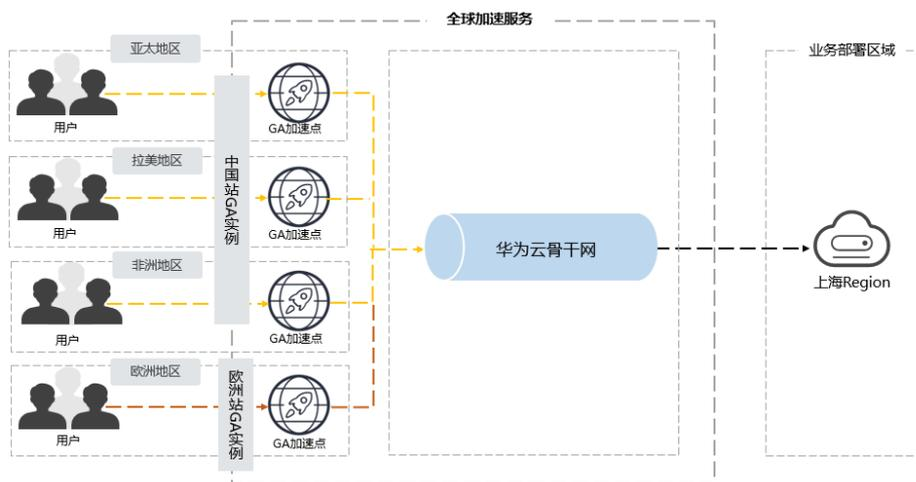 全球加速服务
亚太地区
业务部署区域
用户
GA加速点
拉美地区
中国站GA实例
用户
GA加速点
华为云骨干网
非洲地区
上海Region
用户
GA加速点
欧洲地区
欧洲站GA实例
用户
GA加速点